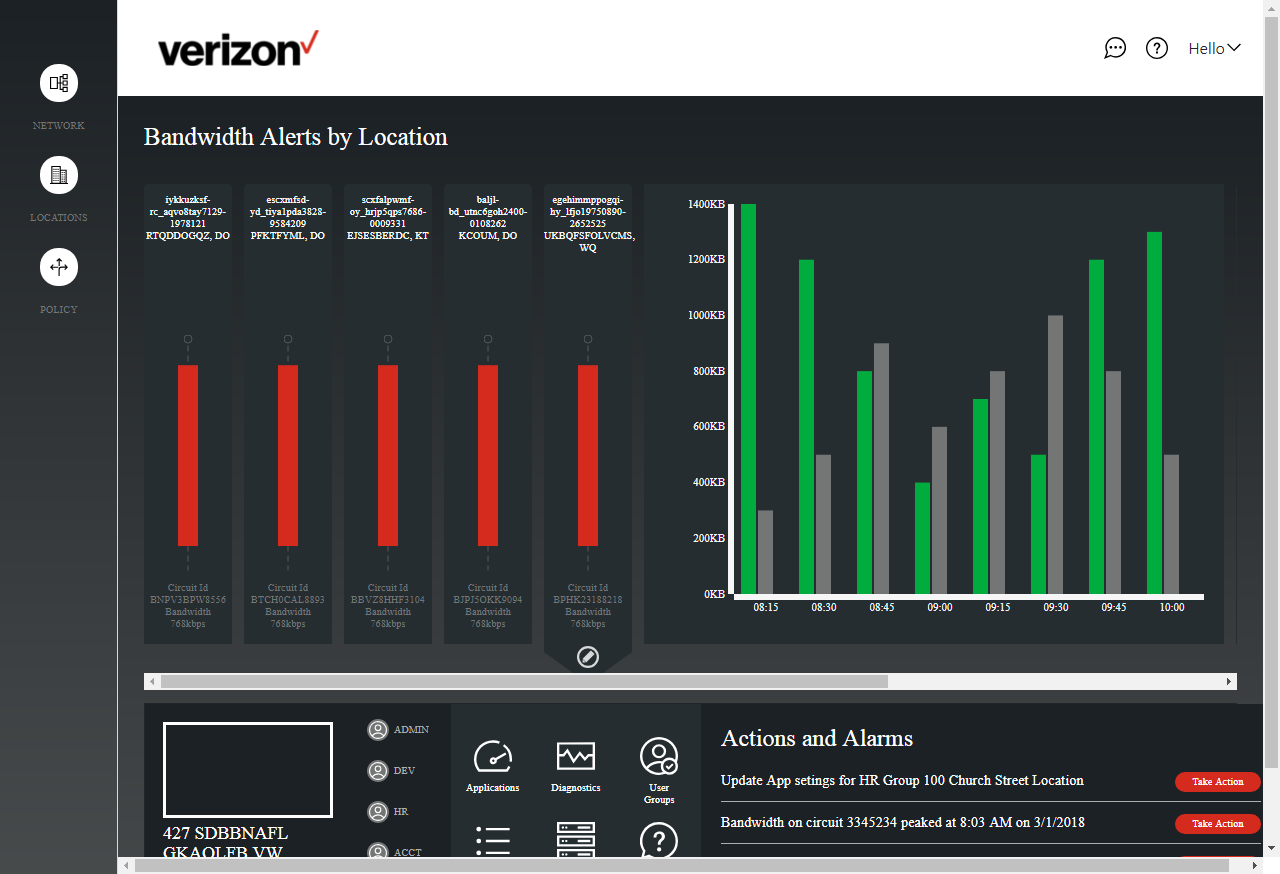 verizon
Hello
NETWORK
LOCATIONS
POLICY
Bandwidth Alerts by Location
iykkuzksf-
rc_aqvo8tay7129-
1978121
RTQDDOGQZ, DO
escxmfsd-
yd_tiya1pda3828-
9584209
PFKTFYML, DO
scxfalpwmf-
oy_hrjp5qps7686-
0009331
EJSESBERDC, KT
baljl-
bd_utnc6goh2400-
0108262
KCOUM, DO
egehimmppogqi-
hy_lfjo19750890-
2652525
UKBQFSFOLVCMS,
WQ
Circuit Id
BNPV3BPW8556
Bandwidth
768kbps
Circuit Id
BTCH0CAL8893
Bandwidth
768kbps
Circuit Id
BBVZ8HHF3104
Bandwidth
768kbps
Circuit Id
BJPJ5OKK9094
Bandwidth
768kbps
Circuit Id
BPHK23188218
Bandwidth
768kbps
1400KB
1200KB
1000KB
800KB
600KB
400KB
200KB
0KB
08:15 08:30 08:45 09:00 09:15 09:30 09:45 10:00
427 SDBBNAFL
GKAOLFB VW
ADMIN
DEV
HR
ACCT
Applications
Diagnostics
User
Groups
Actions and Alarms
Update App setings for HR Group 100 Church Street Location
Take Action
Bandwidth on circuit 3345234 peaked at 8:03 AM on 3/1/2018
Take Action